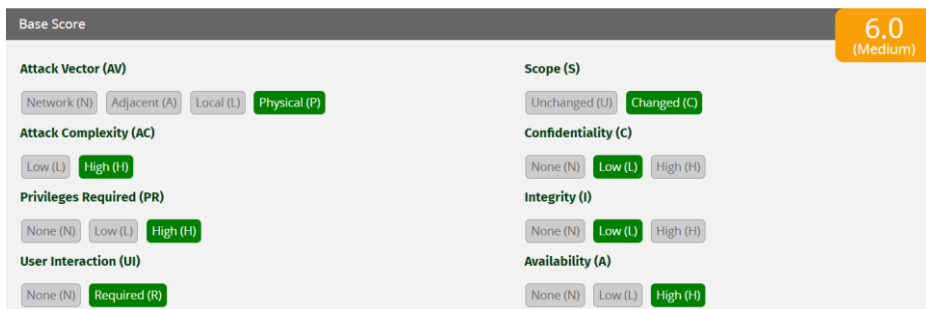 Base Score
6.0
(Medium)
Attack Vector (AV)
Network (N) Adjacent (A) Local (L) Physical (P)
Attack Complexity (AC)
Low (L) High (H)
Privileges Required (PR)
None (N) Low (L) High (H)
User Interaction (UI)
None (N) Required (R)
Scope (S)
Unchanged (U) Changed (C)
Confidentiality (C)
None (N) Low (L) High (H)
Integrity (I)
None (N) Low (L) High (H)
Availability (A)
None (N) Low (L) High (H)